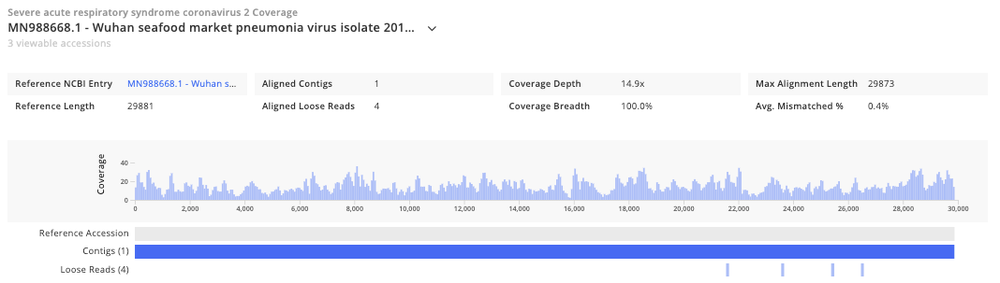 Severe acute respiratory syndrome coronavirus 2 Coverage
MN988668.1 - Wuhan seafood market pneumonia virus isolate 201...
3 viewable accessions
Reference NCBI Entry MN988668.1 - Wuhan s... Aligned Contigs 1 Coverage Depth 14.9x Max Alignment Length 29873
Reference Length 29881 Aligned Loose Reads 4 Coverage Breadth 100.0% Avg. Mismatched % 0.4%
Coverage
40
20
0
0 2,000 4,000 6,000 8,000 10,000 12,000 14,000 16,000 18,000 20,000 22,000 24,000 26,000 28,000 30,000
Reference Accession
Contigs (1)
Loose Reads (4)